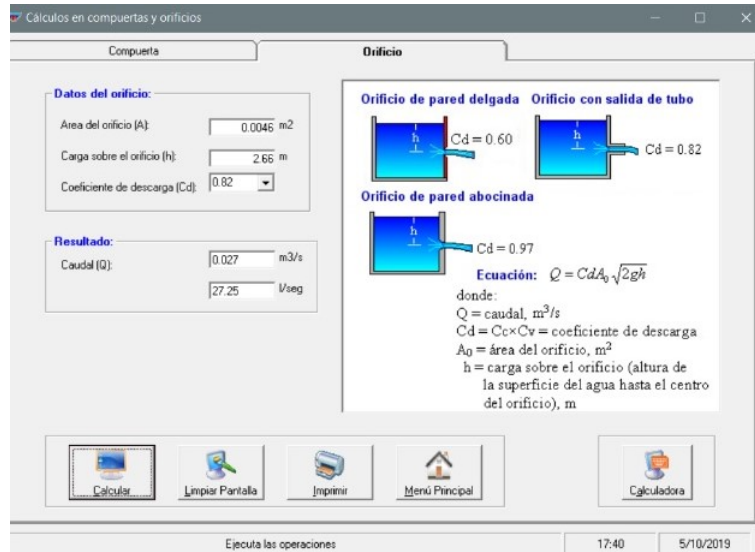 Cálculos en compuertas y orificios
Compuerta
Orificio
Datos del orificio:
Area del orificio (A): 0.0046 m2
Carga sobre el orificio (h): 2.66 m
Coeficiente de descarga (Cd): 0.82
Resultado:
Caudal (Q): 0.027 m3/s
27.25 l/seg
Orificio de pared delgada
h
Cd = 0.60
Orificio con salida de tubo
h
Cd = 0.82
Orificio de pared abocinada
h
Cd = 0.97
Ecuación: Q = CdA₀√2gh
donde:
Q = caudal, m³/s
Cd = Cc×Cv = coeficiente de descarga
A₀ = área del orificio, m²
h = carga sobre el orificio (altura de
la superficie del agua hasta el centro
del orificio), m
Calcular
Limpiar Pantalla
Imprimir
Menú Principal
Calculadora
Ejecuta las operaciones
17:40
5/10/2019